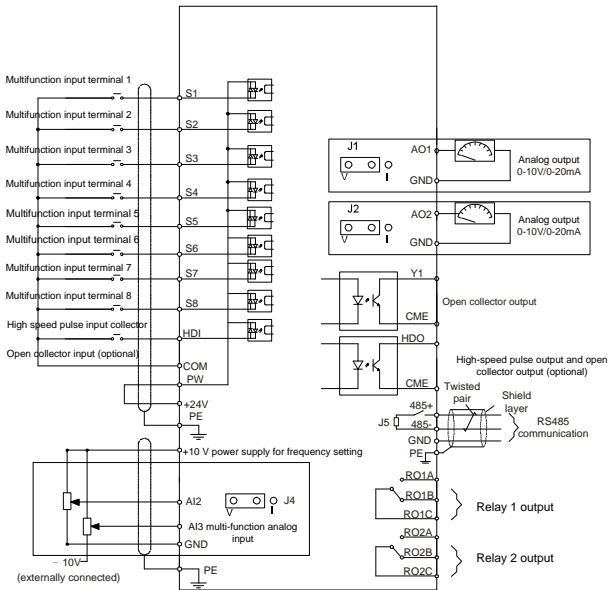 Multifunction input terminal 1
S1
Multifunction input terminal 2
S2
Multifunction input terminal 3
S3
Multifunction input terminal 4
S4
Multifunction input terminal 5
S5
Multifunction input terminal 6
S6
Multifunction input terminal 7
S7
Multifunction input terminal 8
S8
High speed pulse input collector
HDI
Open collector input (optional)
COM
PW
+24V
PE
+10 V power supply for frequency setting
AI2
V
I
J4
AI3 multi-function analog
input
GND
- 10V
(externally connected)
PE
J1
V
I
AO1
GND
Analog output
0-10V/0-20mA
J2
V
I
AO2
GND
Analog output
0-10V/0-20mA
Y1
CME
Open collector output
HDO
CME
High-speed pulse output and open
collector output (optional)
Twisted
pair
Shield
layer
485+
J5
485-
GND
PE
RS485
communication
RO1A
RO1B
RO1C
Relay 1 output
RO2A
RO2B
RO2C
Relay 2 output